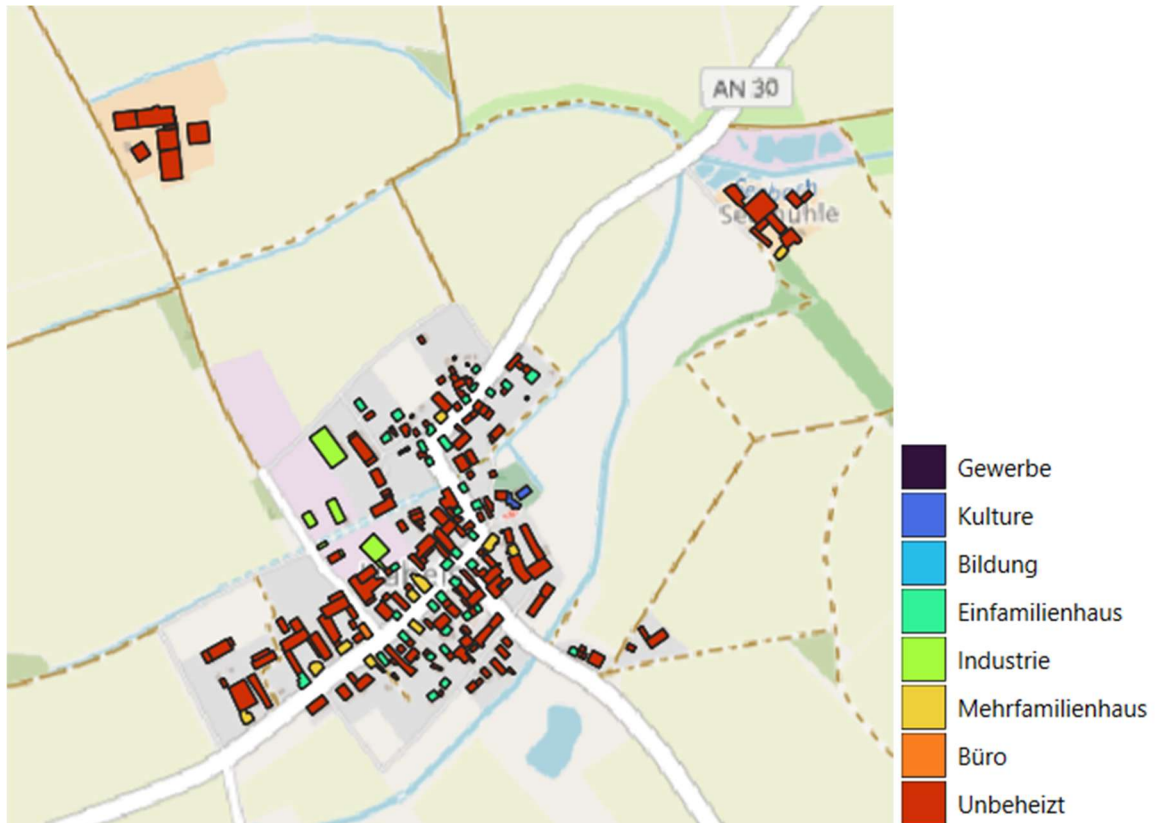 AN 30
Gewerbe
Kulture
Bildung
Einfamilienhaus
Industrie
Mehrfamilienhaus
Büro
Unbeheizt